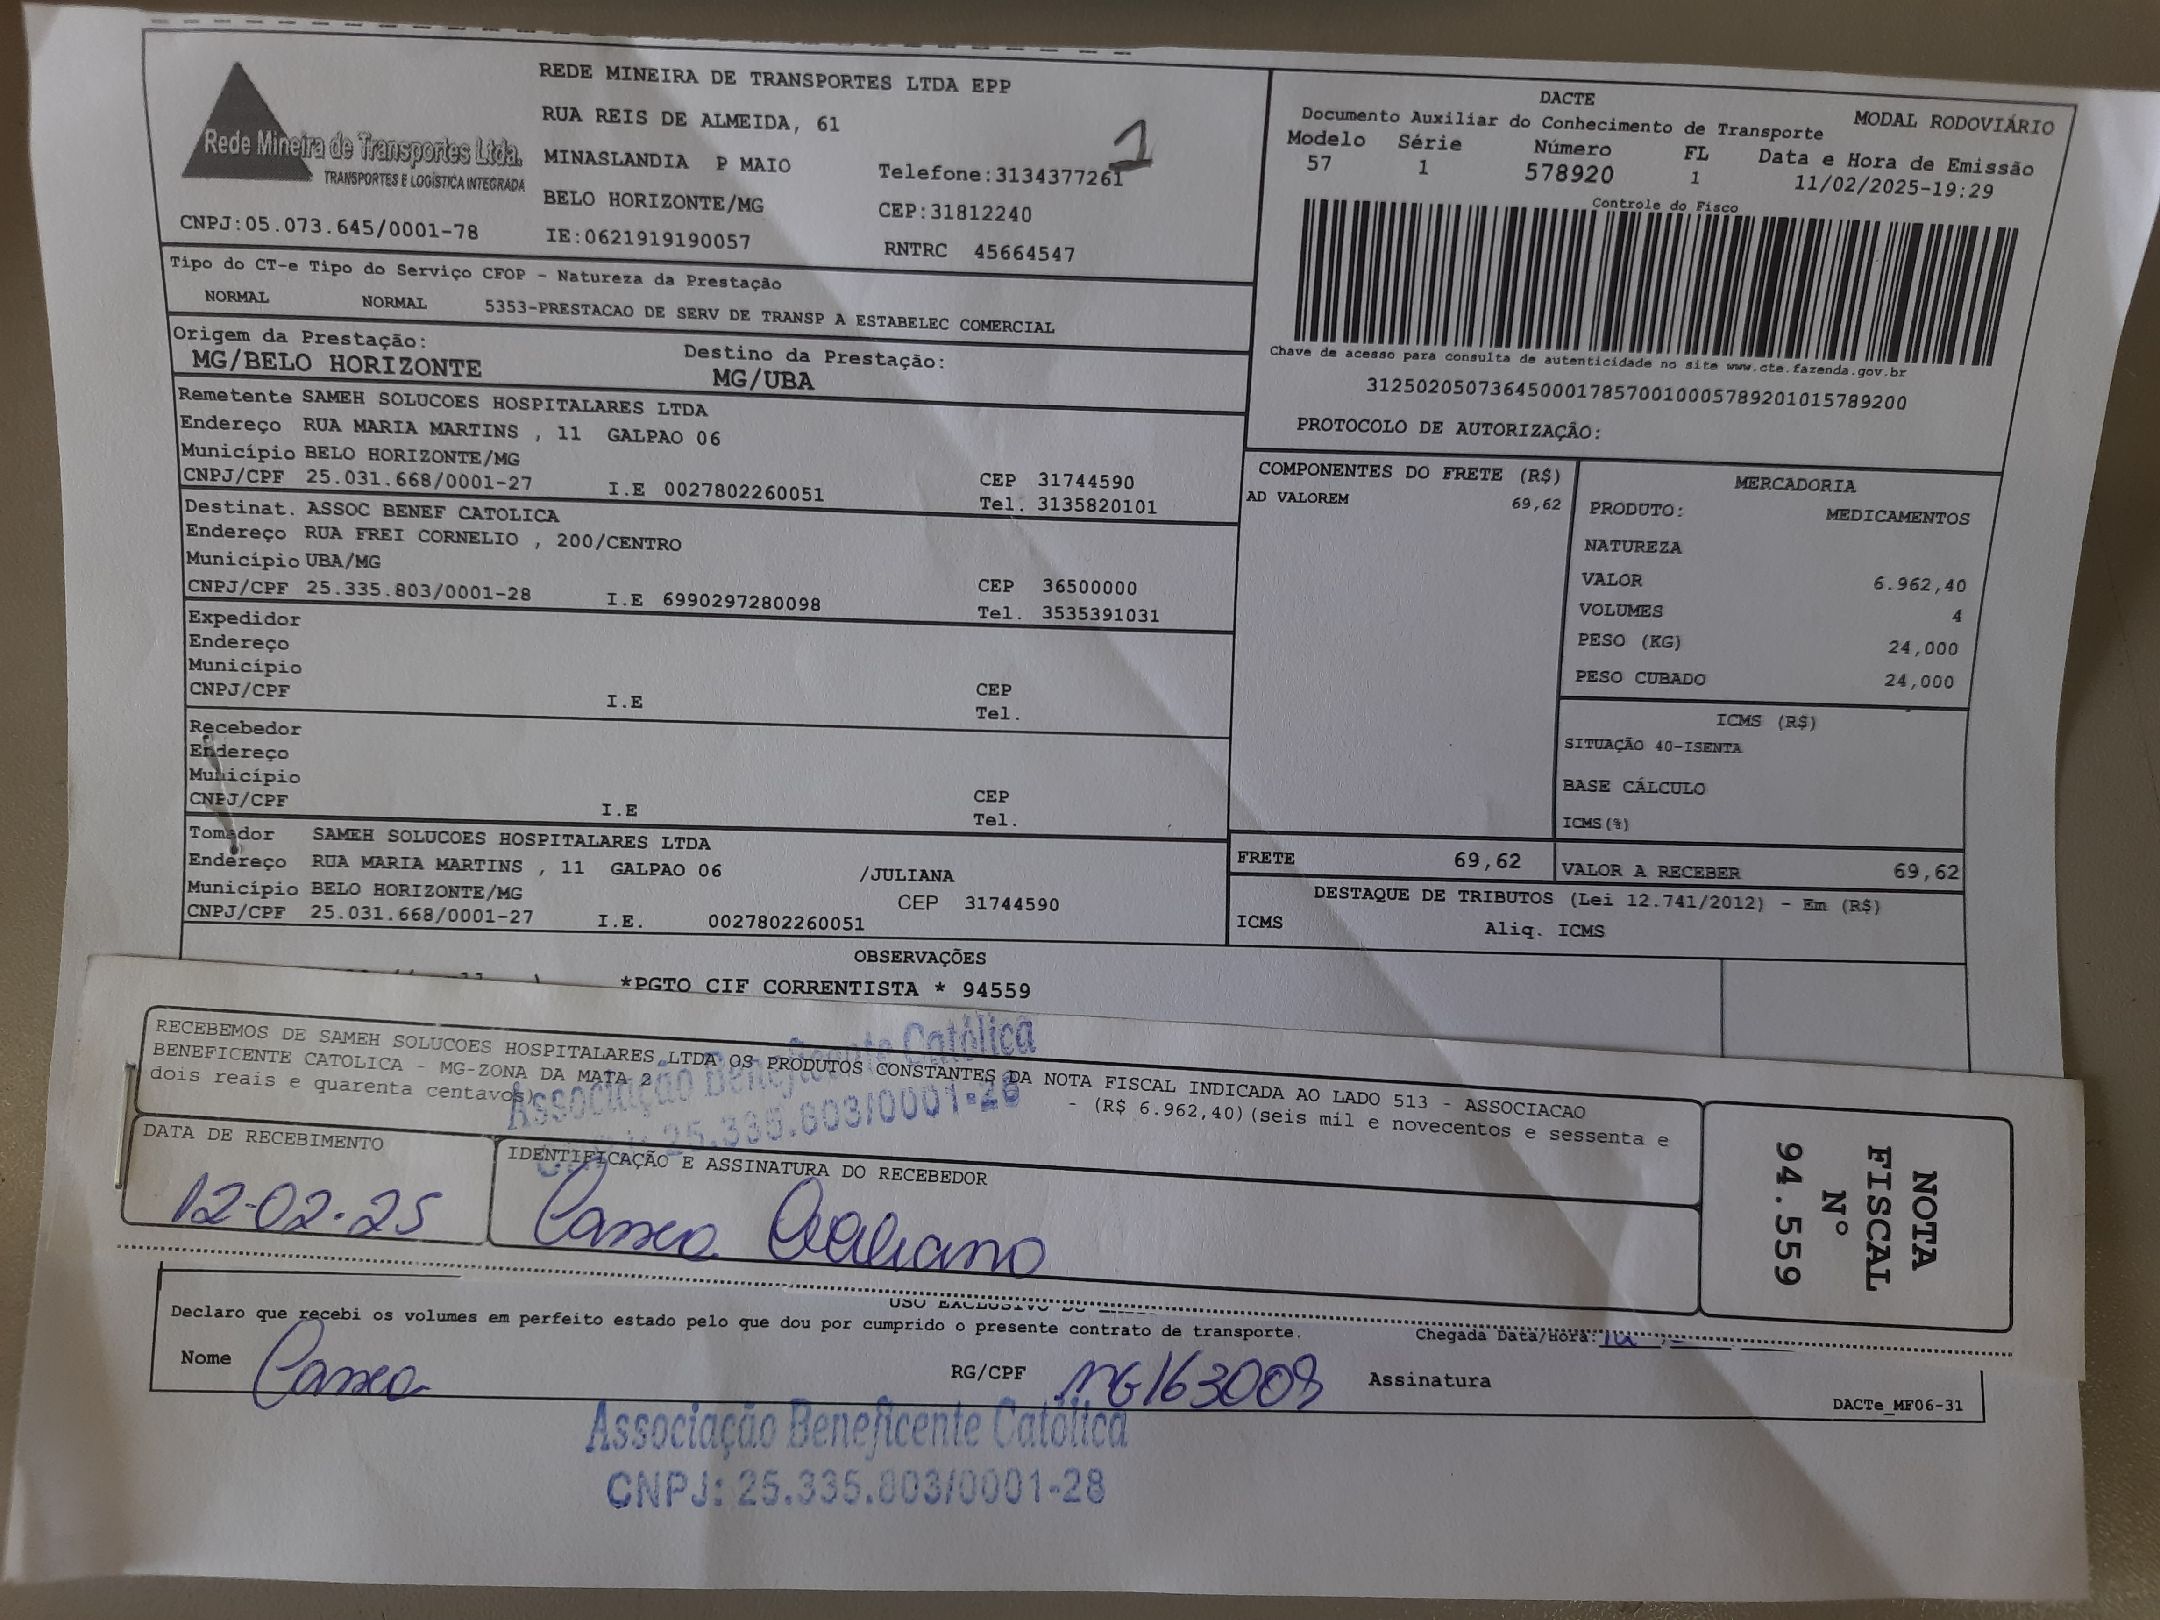 Rede Mineira de Transportes Ltda.
TRANSPORTES E LOGÍSTICA INTEGRADA
CNPJ:05.073.645/0001-78
REDE MINEIRA DE TRANSPORTES LTDA EPP
RUA REIS DE ALMEIDA, 61
MINASLANDIA P MAIO Telefone:3134377261
1
BELO HORIZONTE/MG CEP:31812240
IE:0621919190057 RNTRC 45664547
DACTE
Documento Auxiliar do Conhecimento de Transporte MODAL RODOVIÁRIO
Modelo Série Número FL Data e Hora de Emissão
57 1 578920 1 11/02/2025-19:29
Controle do Fisco
Chave de acesso para consulta de autenticidade no site www.cte.fazenda.gov.br
31250205073645000178570010005789201015789200
PROTOCOLO DE AUTORIZAÇÃO:
Tipo do CT-e Tipo do Serviço CFOP - Natureza da Prestação
NORMAL NORMAL 5353-PRESTACAO DE SERV DE TRANSP A ESTABELEC COMERCIAL
Origem da Prestação: Destino da Prestação:
MG/BELO HORIZONTE MG/UBA
Remetente SAMEH SOLUCOES HOSPITALARES LTDA
Endereço RUA MARIA MARTINS , 11 GALPAO 06
Município BELO HORIZONTE/MG CEP 31744590
CNPJ/CPF 25.031.668/0001-27 I.E 0027802260051 Tel. 3135820101
Destinat. ASSOC BENEF CATOLICA
Endereço RUA FREI CORNELIO , 200/CENTRO
Município UBA/MG CEP 36500000
CNPJ/CPF 25.335.803/0001-28 I.E 6990297280098 Tel. 3535391031
Expedidor
Endereço
Município
CNPJ/CPF I.E CEP
Tel.
Recebedor
Endereço
Município
CNPJ/CPF I.E CEP
Tel.
Tomador SAMEH SOLUCOES HOSPITALARES LTDA
Endereço RUA MARIA MARTINS , 11 GALPAO 06 /JULIANA
Município BELO HORIZONTE/MG CEP 31744590
CNPJ/CPF 25.031.668/0001-27 I.E. 0027802260051
COMPONENTES DO FRETE (R$)
AD VALOREM 69,62
MERCADORIA
PRODUTO: MEDICAMENTOS
NATUREZA
VALOR 6.962,40
VOLUMES 4
PESO (KG) 24,000
PESO CUBADO 24,000
ICMS (R$)
SITUAÇÃO 40-ISENTA
BASE CÁLCULO
ICMS(%)
FRETE 69,62 VALOR A RECEBER 69,62
DESTAQUE DE TRIBUTOS (Lei 12.741/2012) - Em (R$)
ICMS Aliq. ICMS
OBSERVAÇÕES
*PGTO CIF CORRENTISTA * 94559
RECEBEMOS DE SAMEH SOLUCOES HOSPITALARES LTDA OS PRODUTOS CONSTANTES DA NOTA FISCAL INDICADA AO LADO 513 - ASSOCIACAO
BENEFICENTE CATOLICA - MG-ZONA DA MATA 2 - (R$ 6.962,40)(seis mil e novecentos e sessenta e
dois reais e quarenta centavos)
Associação Beneficente Católica
CNPJ: 25.335.803/0001-28
DATA DE RECEBIMENTO
12-02-25
IDENTIFICAÇÃO E ASSINATURA DO RECEBEDOR
NOTA
FISCAL
Nº
94.559
USO EXCLUSIVO DO
Declaro que recebi os volumes em perfeito estado pelo que dou por cumprido o presente contrato de transporte. Chegada Data/Hora:
Nome RG/CPF MG163009 Assinatura
DACTe_MF06-31
Associação Beneficente Católica
CNPJ: 25.335.803/0001-28